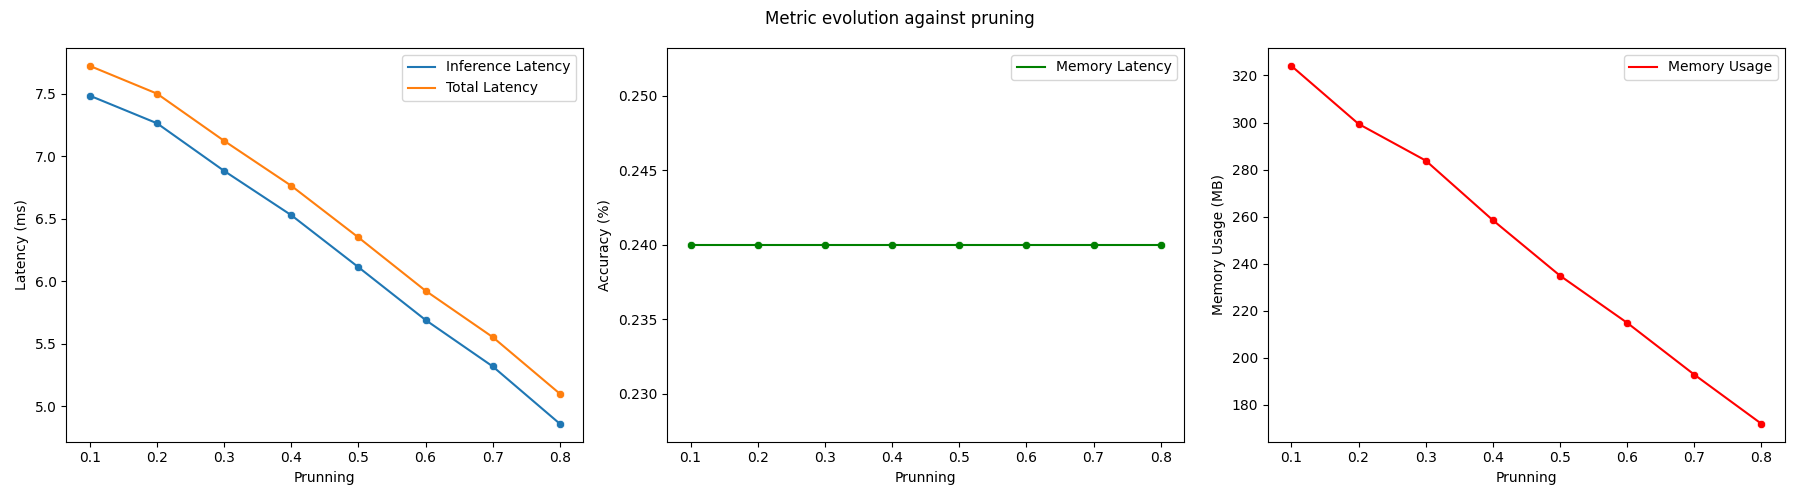 Metric evolution against pruning
Latency (ms)
7.5
7.0
6.5
6.0
5.5
5.0
Inference Latency
Total Latency
0.1 0.2 0.3 0.4 0.5 0.6 0.7 0.8
Prunning
Accuracy (%)
0.250
0.245
0.240
0.235
0.230
Memory Latency
0.1 0.2 0.3 0.4 0.5 0.6 0.7 0.8
Prunning
Memory Usage (MB)
320
300
280
260
240
220
200
180
Memory Usage
0.1 0.2 0.3 0.4 0.5 0.6 0.7 0.8
Prunning